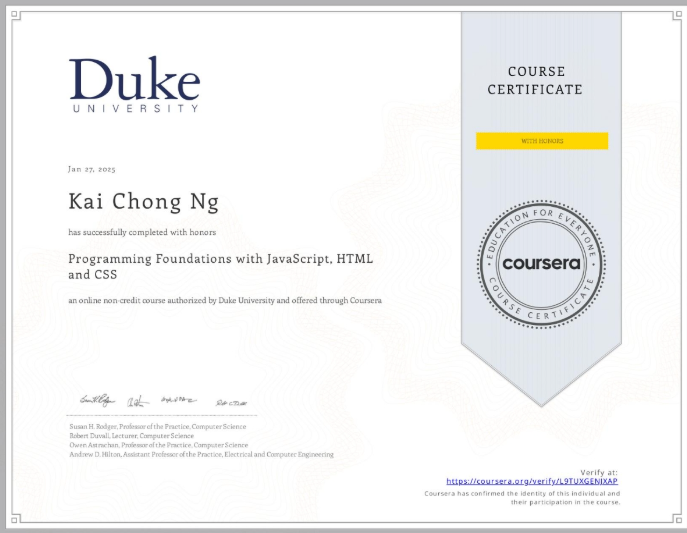 Duke
UNIVERSITY
COURSE
CERTIFICATE
WITH HONORS
Jan 27, 2025
Kai Chong Ng
has successfully completed with honors
Programming Foundations with JavaScript, HTML
and CSS
an online non-credit course authorized by Duke University and offered through Coursera
EDUCATION FOR EVERYONE
coursera
COURSE CERTIFICATE
Susan H. Rodger, Professor of the Practice, Computer Science
Robert Duvall, Lecturer, Computer Science
Owen Astrachan, Professor of the Practice, Computer Science
Andrew D. Hilton, Assistant Professor of the Practice, Electrical and Computer Engineering
Verify at:
https://coursera.org/verify/L9TUXGENJXAP
Coursera has confirmed the identity of this individual and
their participation in the course.